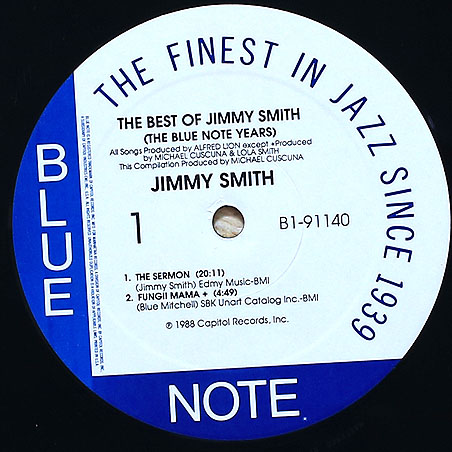 THE FINEST IN JAZZ SINCE 1939
THE BEST OF JIMMY SMITH
(THE BLUE NOTE YEARS)
All Songs Produced by ALFRED LION except +Produced
by MICHAEL CUSCUNA & LOLA SMITH
This Compilation Produced by MICHAEL CUSCUNA
JIMMY SMITH
1
B1-91140
1. THE SERMON (20:11)
(Jimmy Smith) Edmy Music-BMI
2. FUNGII MAMA + (4:49)
(Blue Mitchell) SBK Unart Catalog Inc.-BMI
℗ 1988 Capitol Records, Inc.
BLUE
NOTE